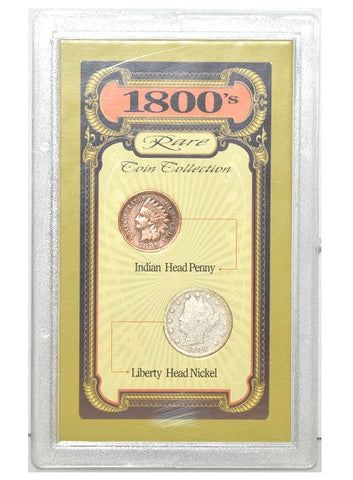 1800's
Rare
Coin Collection
Indian Head Penny
Liberty Head Nickel